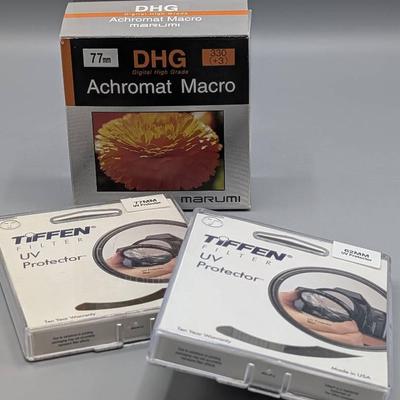 DHG
Digital High Grade
Achromat Macro
marumi
77mm
DHG
Digital High Grade
330
(+3)
Achromat Macro
marumi
77MM
UV Protector
TIFFEN®
FILTER
UV
Protector
Ten Year Warranty
62MM
UV Protector
TIFFEN®
FILTER
UV
Protector™
Ten Year Warranty
Made in USA